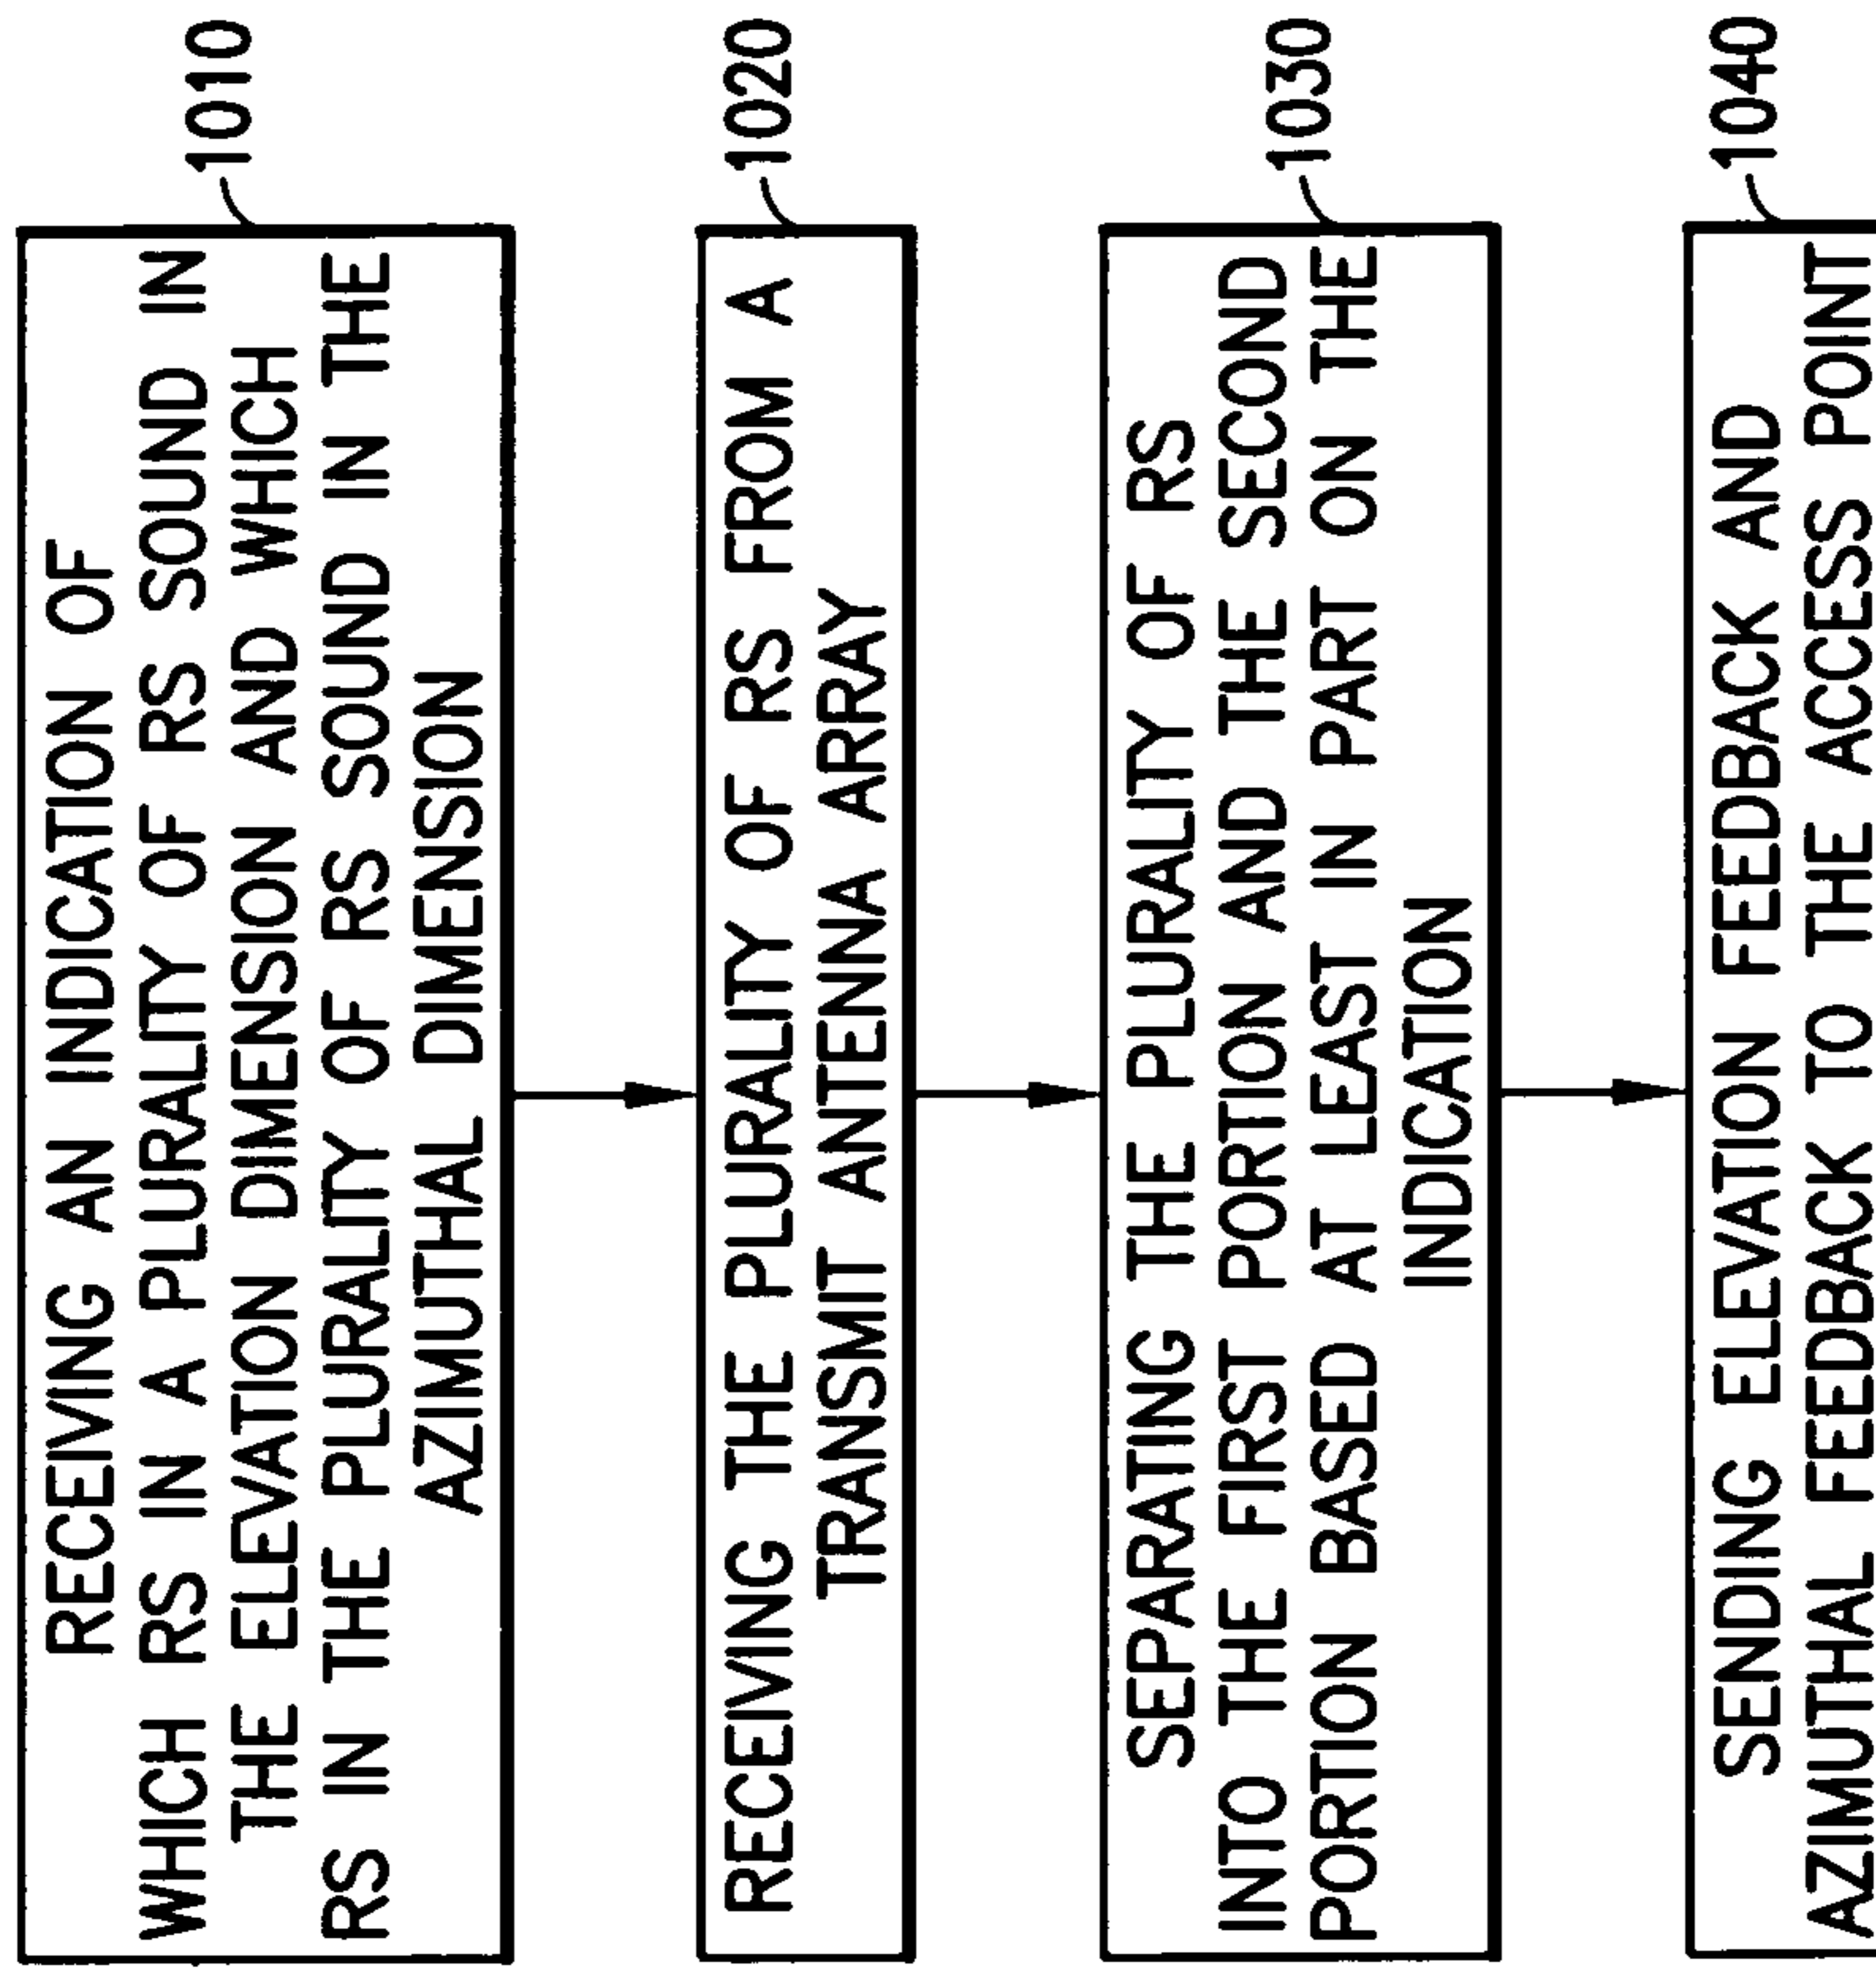 RECEIVING AN INDICATION OF
WHICH RS IN A PLURALITY OF RS SOUND IN
THE ELEVATION DIMENSION AND WHICH
RS IN THE PLURALITY OF RS SOUND IN THE
AZIMUTHAL DIMENSION
1010
RECEIVING THE PLURALITY OF RS FROM A
TRANSMIT ANTENNA ARRAY
1020
SEPARATING THE PLURALITY OF RS
INTO THE FIRST PORTION AND THE SECOND
PORTION BASED AT LEAST IN PART ON THE
INDICATION
1030
SENDING ELEVATION FEEDBACK AND
AZIMUTHAL FEEDBACK TO THE ACCESS POINT
1040